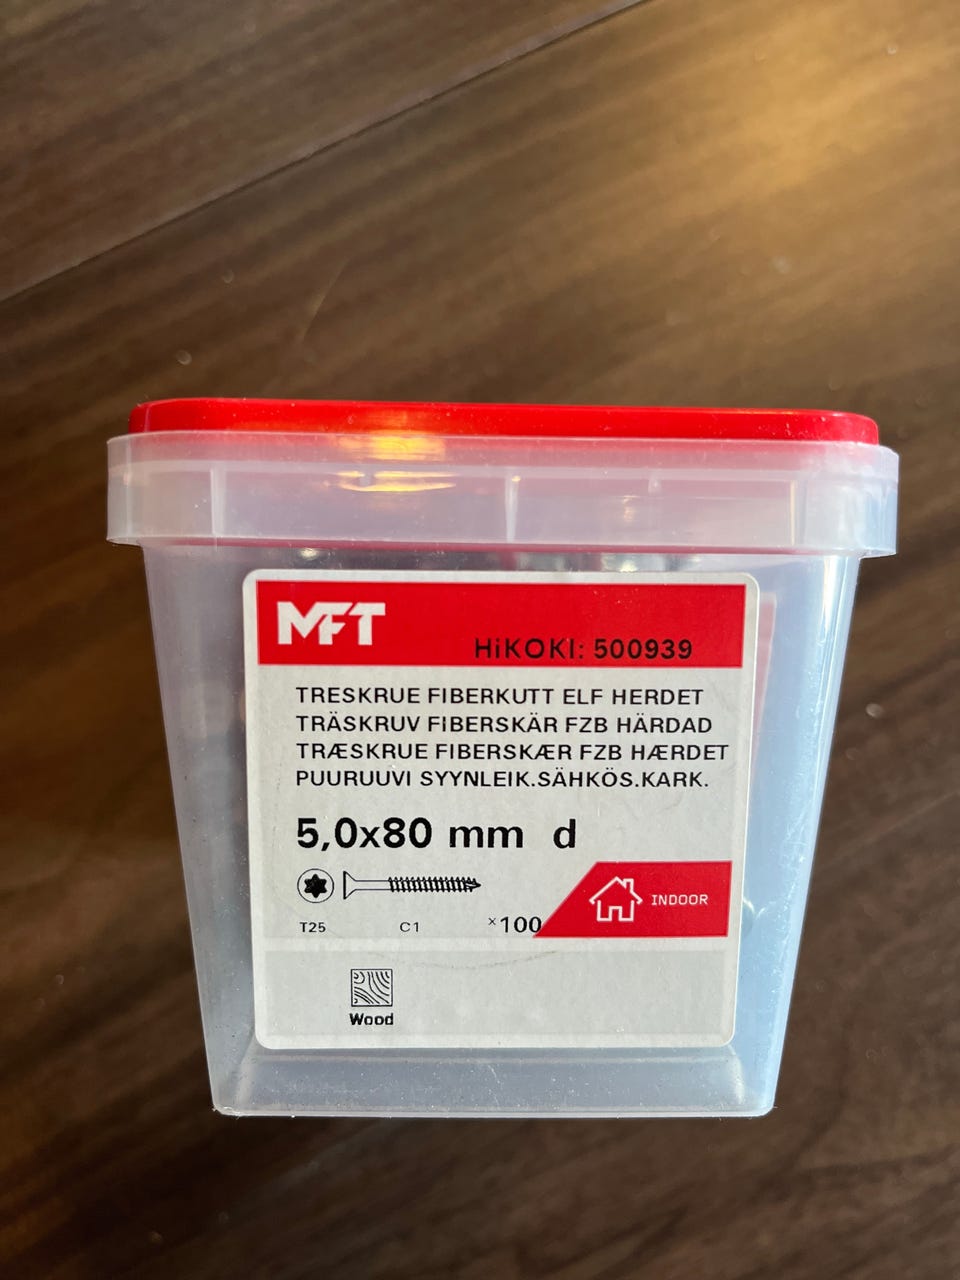 MFT
HiKOKI: 500939
TRESKRUE FIBERKUTT ELF HERDET
TRÄSKRUV FIBERSKÄR FZB HÄRDAD
TRÆSKRUE FIBERSKÆR FZB HÆRDET
PUURUUVI SYYNLEIK.SÄHKÖS.KARK.
5,0x80 mm d
INDOOR
T25 C1 x100
Wood